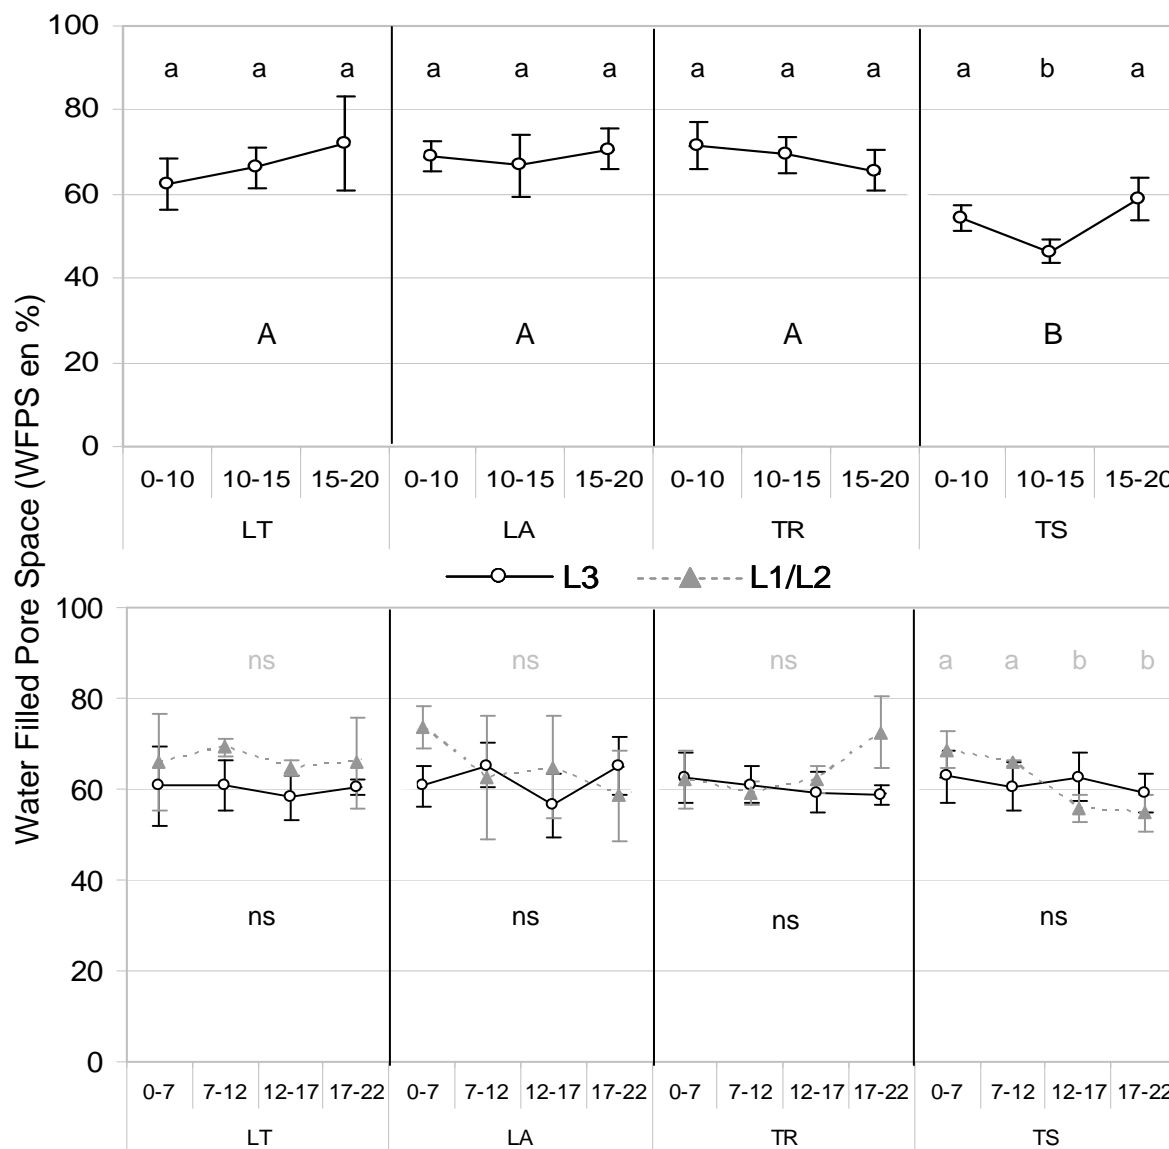 Water Filled Pore Space (WFPS en %)
100
80
60
40
20
0
a a a a a a a a a a b a
A A A B
0-10 10-15 15-20 0-10 10-15 15-20 0-10 10-15 15-20 0-10 10-15 15-20
LT LA TR TS
L3 L1/L2
100
80
60
40
20
0
ns ns ns a a b b
ns ns ns ns
0-7 7-12 12-17 17-22 0-7 7-12 12-17 17-22 0-7 7-12 12-17 17-22 0-7 7-12 12-17 17-22
LT LA TR TS